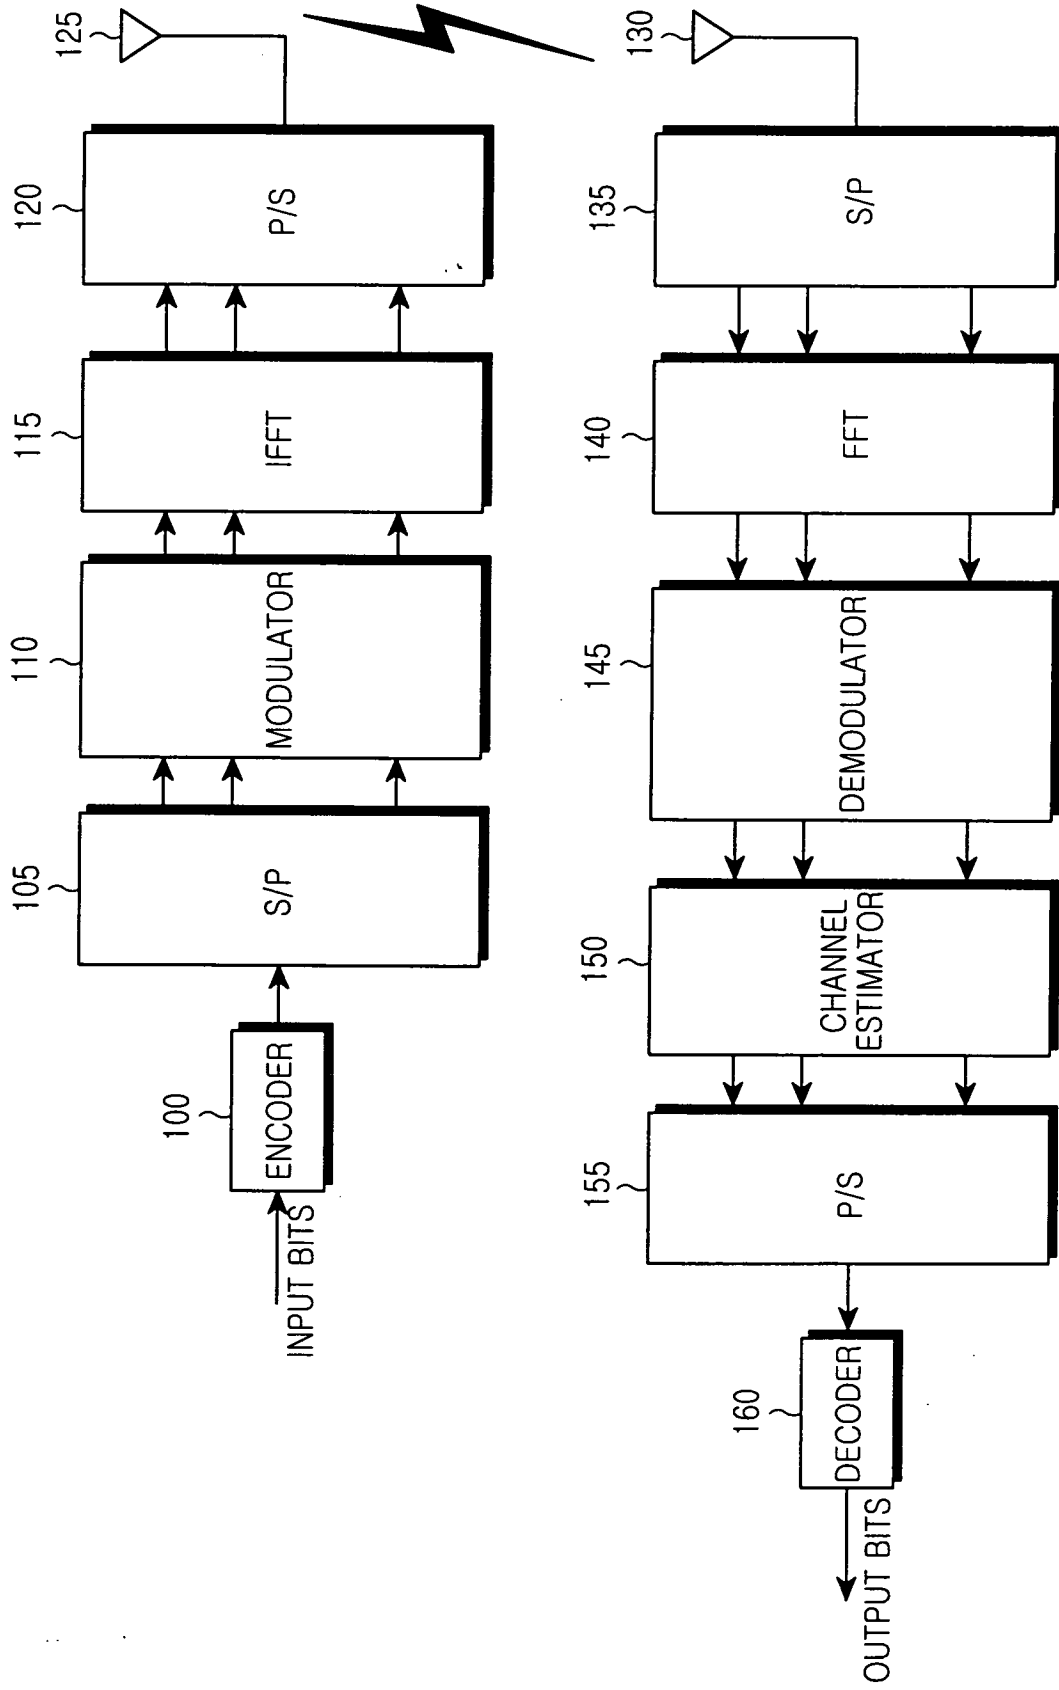 125
120
P/S
115
IFFT
110
MODULATOR
105
S/P
100
ENCODER
INPUT BITS
130
135
S/P
140
FFT
145
DEMODULATOR
150
CHANNEL
ESTIMATOR
155
P/S
160
DECODER
OUTPUT BITS